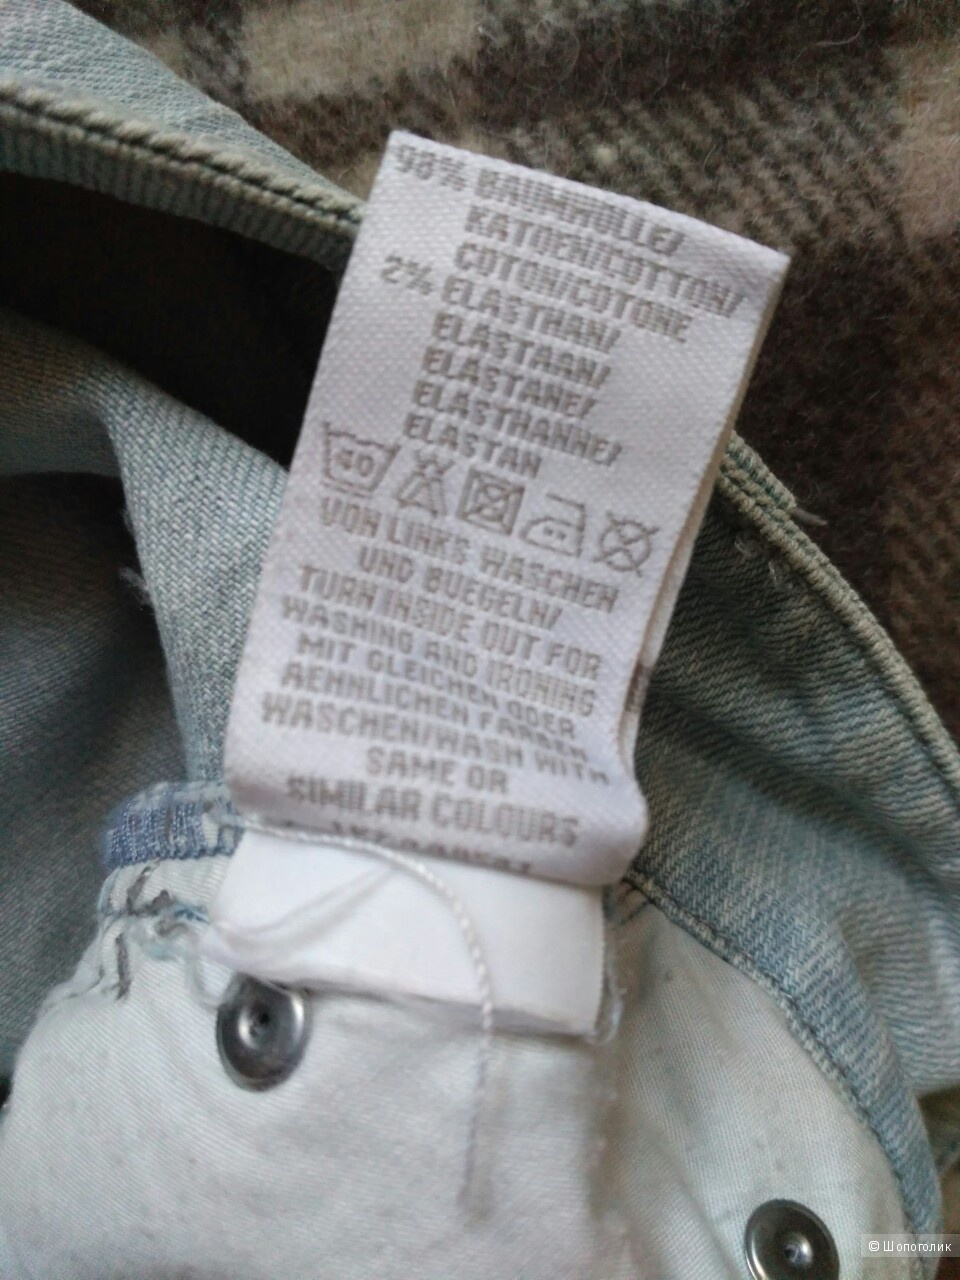 98% BAUMWOLLE/
KATOEN/COTTON/
COTON/COTONE
2% ELASTHAN/
ELASTAAN/
ELASTANE/
ELASTHANNE/
ELASTAN
VON LINKS WASCHEN
UND BUEGELN/
TURN INSIDE OUT FOR
WASHING AND IRONING
MIT GLEICHEN ODER
AEHNLICHEN FARBEN
WASCHEN/WASH WITH
SAME OR
SIMILAR COLOURS
© Шопоголик